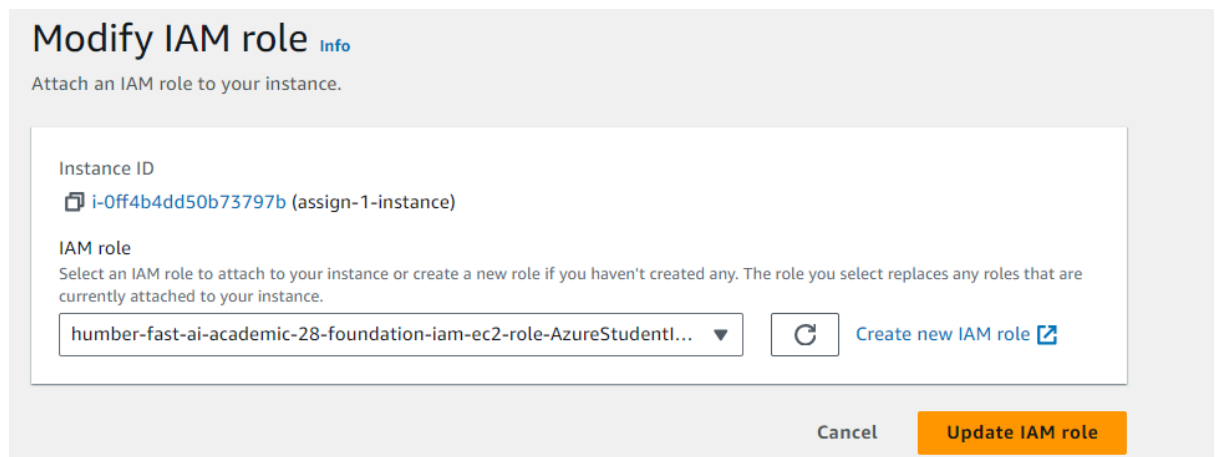 Modify IAM role Info
Attach an IAM role to your instance.
Instance ID
i-0ff4b4dd50b73797b (assign-1-instance)
IAM role
Select an IAM role to attach to your instance or create a new role if you haven't created any. The role you select replaces any roles that are
currently attached to your instance.
humber-fast-ai-academic-28-foundation-iam-ec2-role-AzureStudentI... Create new IAM role
Cancel Update IAM role